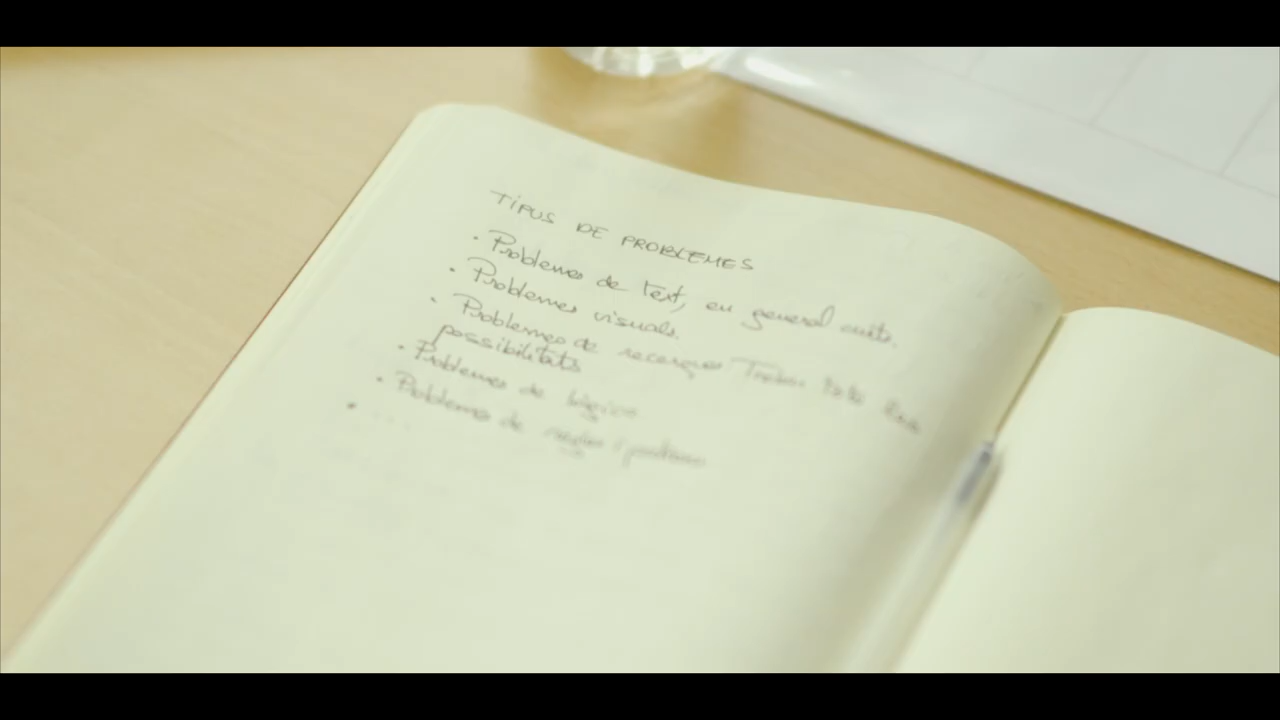 TIPUS DE PROBLEMES
· Problemes de text, en general curts.
· Problemes visuals.
· Problemes de recerques Trobar totes les
possibilitats
· Problemes de lògica
· Problemes de
· ...